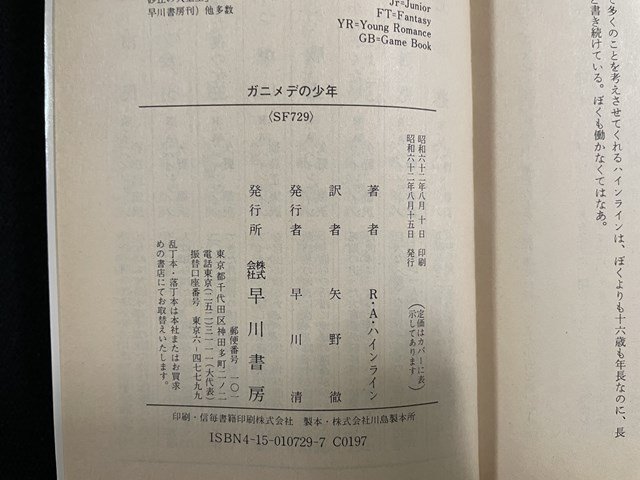 早川書房刊）他多数
Jr=Junior
FT=Fantasy
YR=Young Romance
GB=Game Book
ガニメデの少年
〈SF729〉
昭和六十二年八月　十日　印刷
昭和六十二年八月十五日　発行
（定価はカバーに表示してあります）
著者　R・A・ハインライン
訳者　矢野徹
発行者　早川清
発行所　株式会社　早川書房
郵便番号　一〇一
東京都千代田区神田多町二ノ二
電話東京（二五二）三一一一（大代表）
振替口座番号　東京六－四七七九九
乱丁本・落丁本は本社またはお買求
めの書店にてお取替えいたします。
印刷・信毎書籍印刷株式会社　製本・株式会社川島製本所
ISBN4-15-010729-7 C0197
て多くのことを考えさせてくれるハインラインは、ぼくよりも十六歳も年長なのに、長
書き続けている。ぼくも働かなくてはなあ。